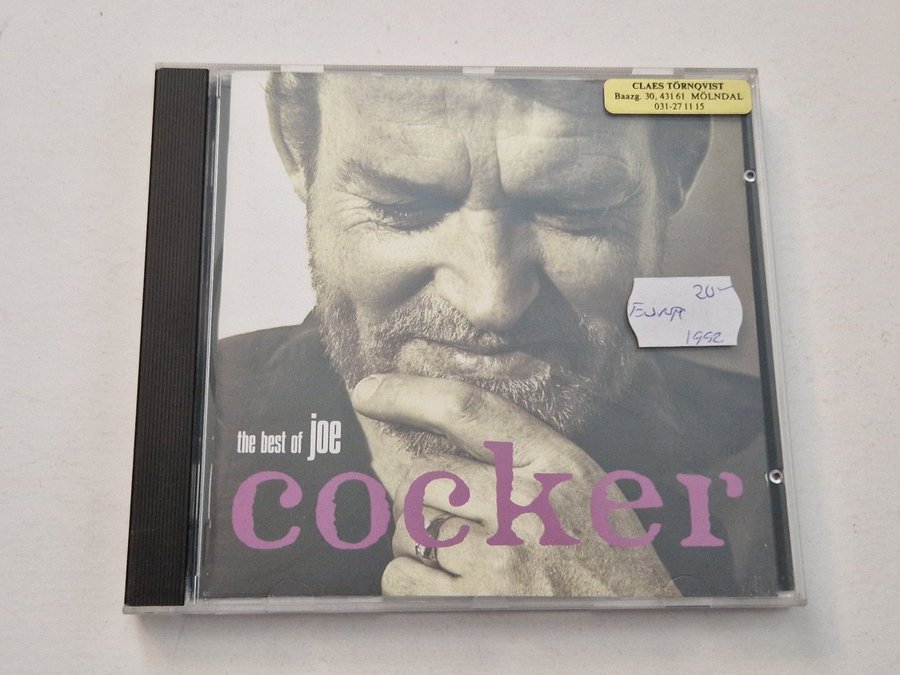 CLAES TÖRNQVIST
Baazg. 30, 431 61 MÖLNDAL
031-27 11 15
20-
1992
the best of joe
cocker